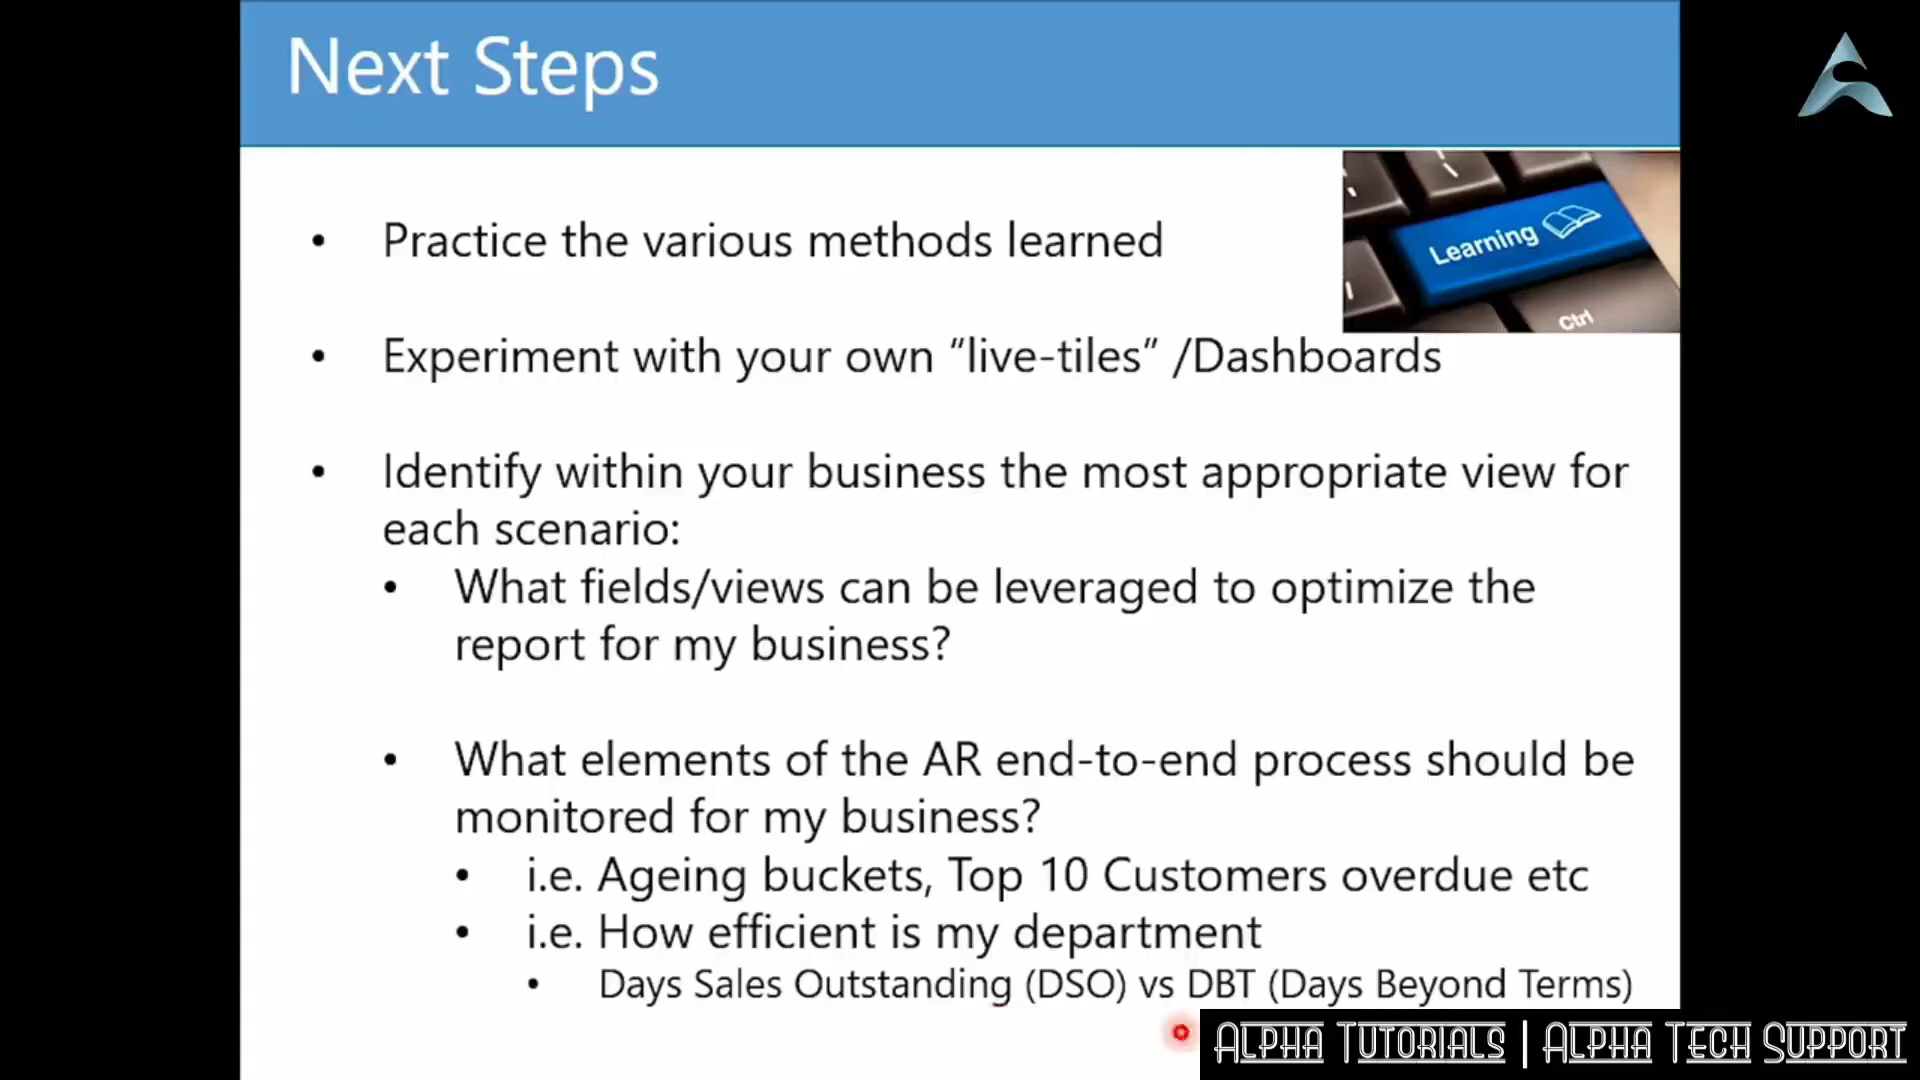 Next Steps
Learning
Ctrl
• Practice the various methods learned
• Experiment with your own “live-tiles” /Dashboards
• Identify within your business the most appropriate view for
each scenario:
• What fields/views can be leveraged to optimize the
report for my business?
• What elements of the AR end-to-end process should be
monitored for my business?
• i.e. Ageing buckets, Top 10 Customers overdue etc
• i.e. How efficient is my department
• Days Sales Outstanding (DSO) vs DBT (Days Beyond Terms)
ALPHA TUTORIALS | ALPHA TECH SUPPORT